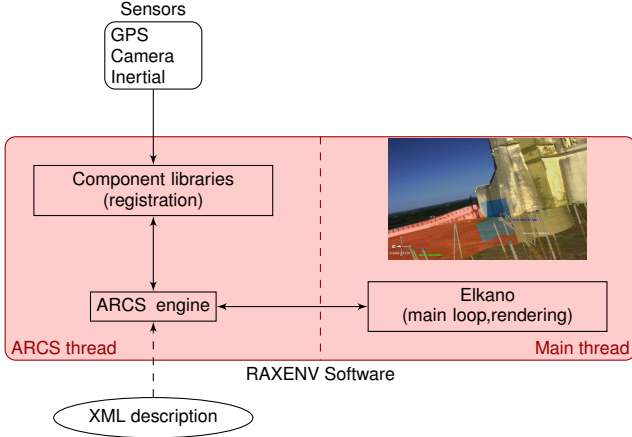 Sensors
GPS
Camera
Inertial
Component libraries
(registration)
ARCS engine
Elkano
(main loop,rendering)
ARCS thread
Main thread
RAXENV Software
XML description